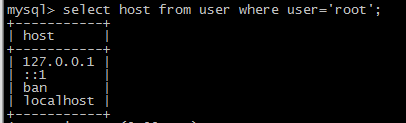 mysql> select host from user where user='root';
+-----------+
| host      |
+-----------+
| 127.0.0.1 |
| ::1       |
| ban       |
| localhost |
+-----------+